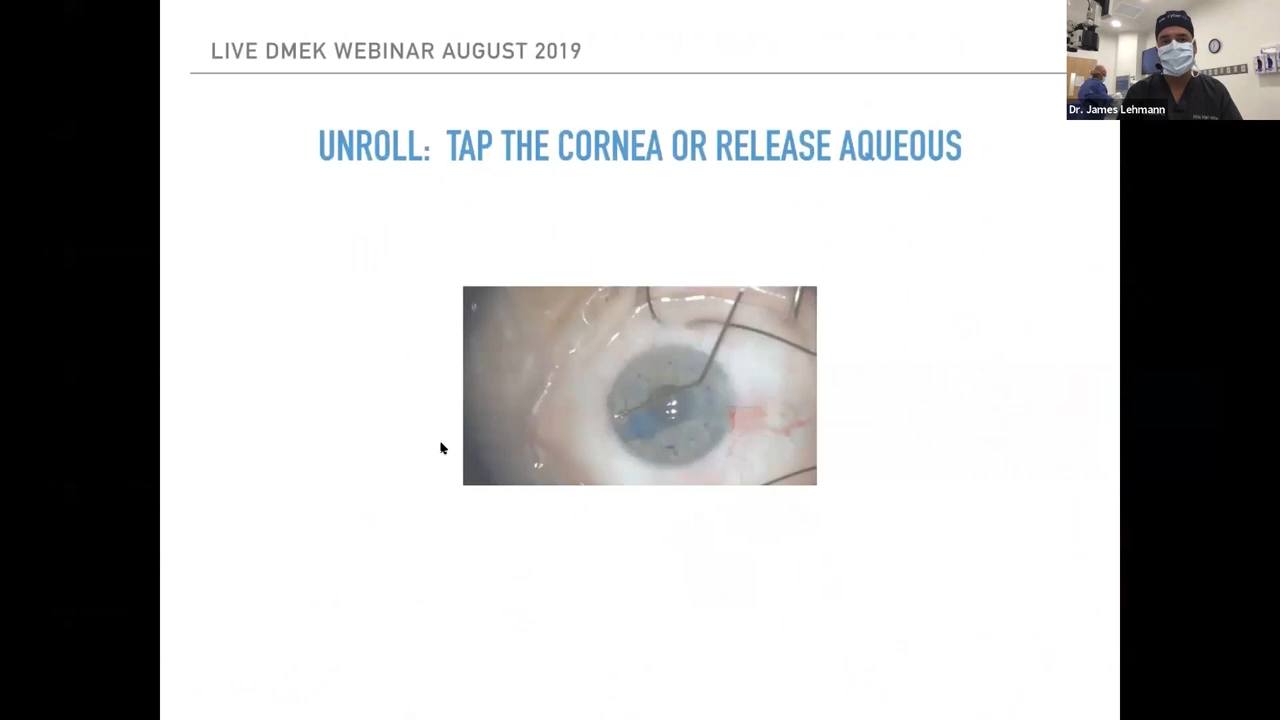 LIVE DMEK WEBINAR AUGUST 2019
UNROLL: TAP THE CORNEA OR RELEASE AQUEOUS
Dr. James Lehmann